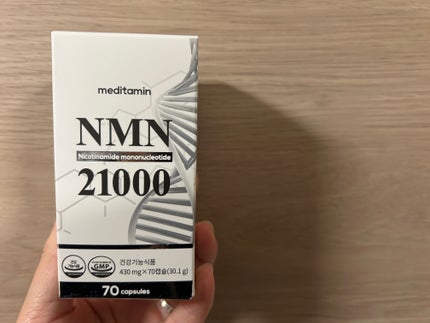 meditamin
NMN
Nicotinamide mononucleotide
21000
건강기능식품
GMP
430 mg × 70캡슐(30.1 g)
70 capsules